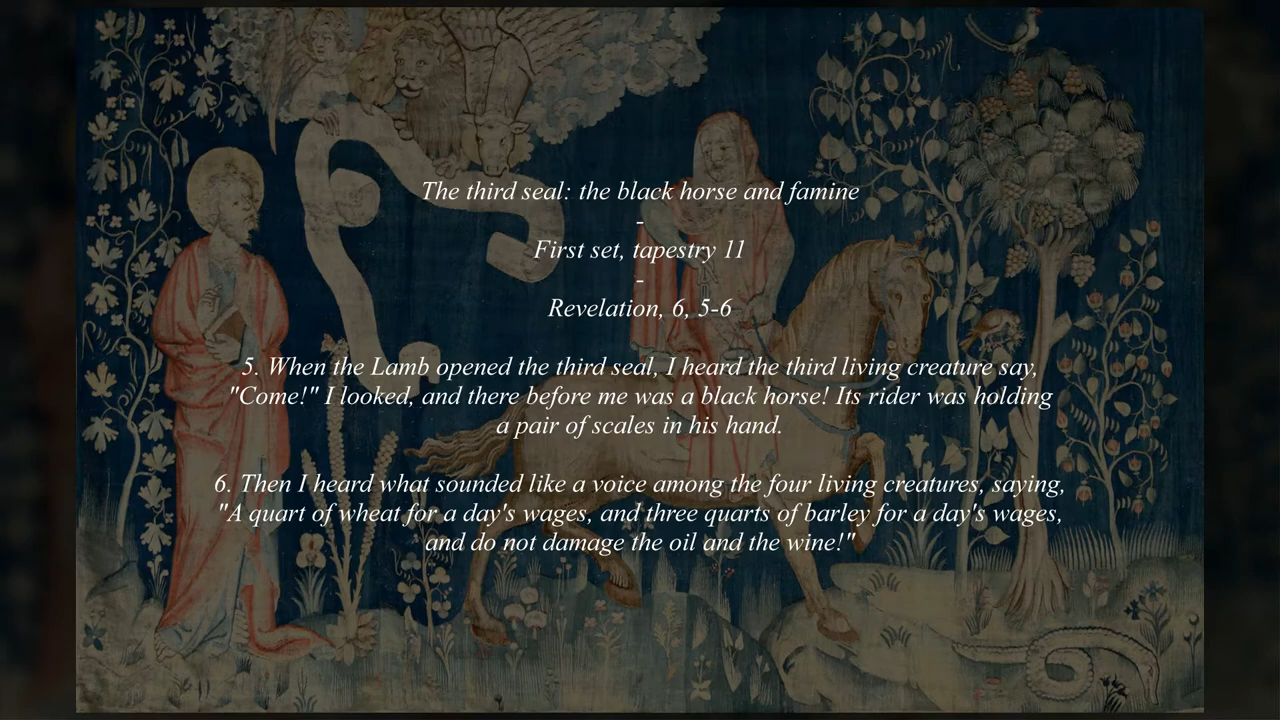 The third seal: the black horse and famine
-
First set, tapestry 11
-
Revelation, 6, 5-6
5. When the Lamb opened the third seal, I heard the third living creature say,
"Come!" I looked, and there before me was a black horse! Its rider was holding
a pair of scales in his hand.
6. Then I heard what sounded like a voice among the four living creatures, saying,
"A quart of wheat for a day's wages, and three quarts of barley for a day's wages,
and do not damage the oil and the wine!"